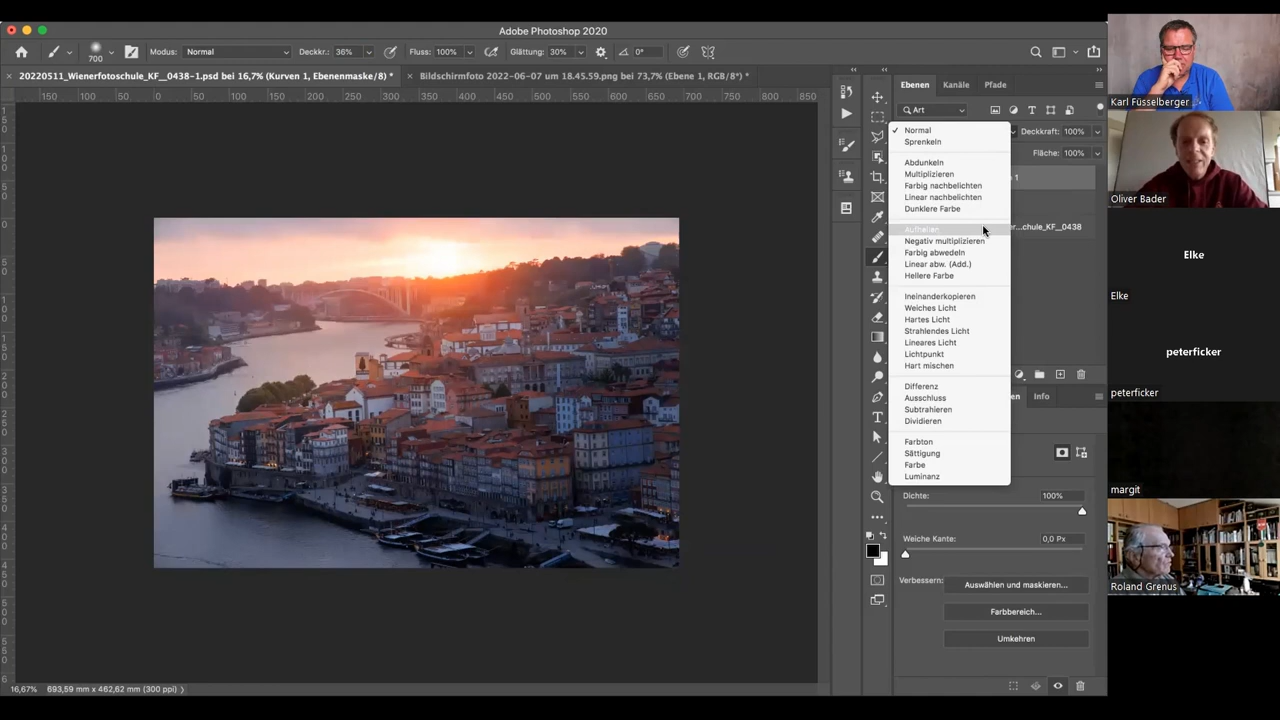 Adobe Photoshop 2020
700
Modus: Normal
Deckkr.: 36%
Fluss: 100%
Glättung: 30%
0°
20220511_Wienerfotoschule_KF__0438-1.psd bei 16,7% (Kurven 1, Ebenenmaske/8) *
Bildschirmfoto 2022-06-07 um 18.45.59.png bei 73,7% (Ebene 1, RGB/8*) *
150 100 50 0 50 100 150 200 250 300 350 400 450 500 550 600 650 700 750 800 850
Ebenen Kanäle Pfade
Art
Normal
Sprenkeln
Abdunkeln
Multiplizieren
Farbig nachbelichten
Linear nachbelichten
Dunklere Farbe
Aufhellen
Negativ multiplizieren
Farbig abwedeln
Linear abw. (Add.)
Hellere Farbe
Ineinanderkopieren
Weiches Licht
Hartes Licht
Strahlendes Licht
Lineares Licht
Lichtpunkt
Hart mischen
Differenz
Ausschluss
Subtrahieren
Dividieren
Farbton
Sättigung
Farbe
Luminanz
Deckkraft: 100%
Fläche: 100%
1
er...chule_KF__0438
en Info
Dichte: 100%
Weiche Kante: 0,0 Px
Verbessern: Auswählen und maskieren...
Farbbereich...
Umkehren
16,67% 693,59 mm x 462,62 mm (300 ppi)
Karl Füsselberger
Oliver Bader
Elke
Elke
peterficker
peterficker
margit
Roland Grenus